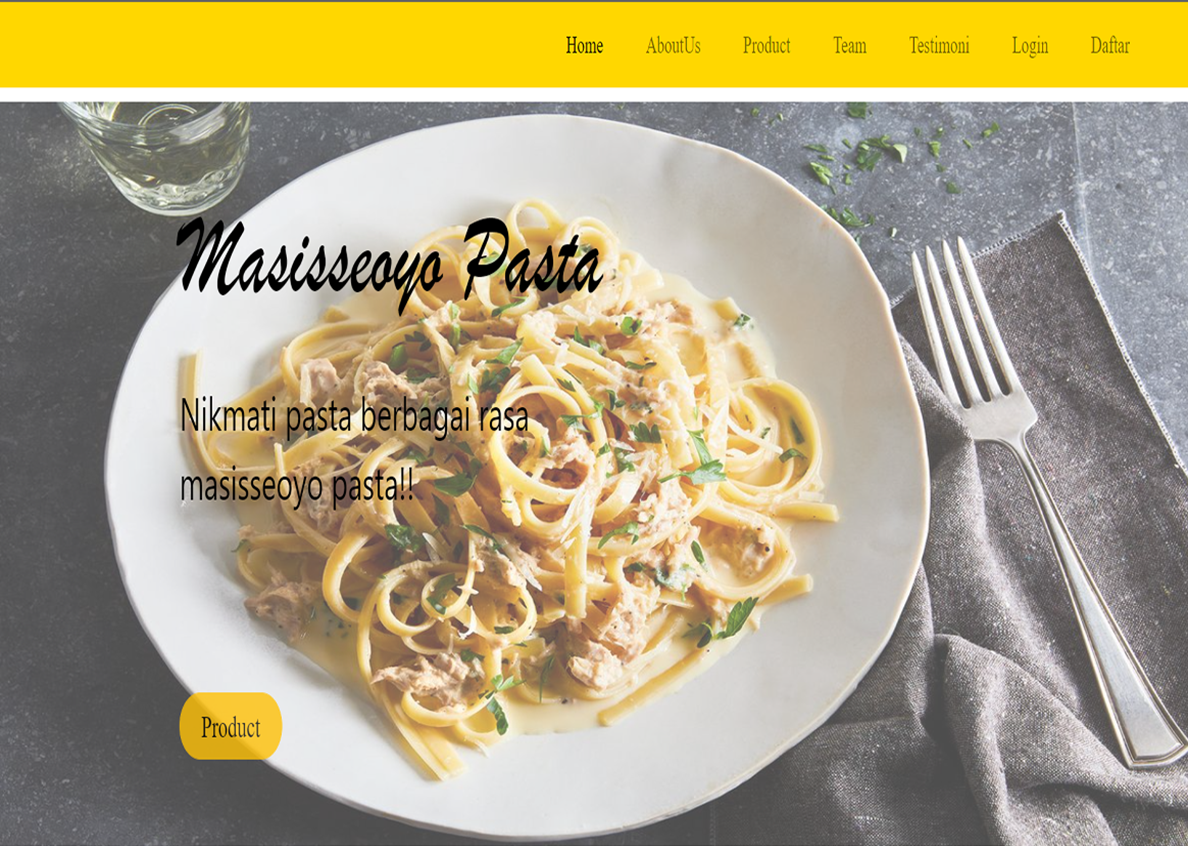 Home AboutUs Product Team Testimoni Login Daftar
Masisseoyo Pasta
Nikmati pasta berbagai rasa
masisseoyo pasta!!
Product